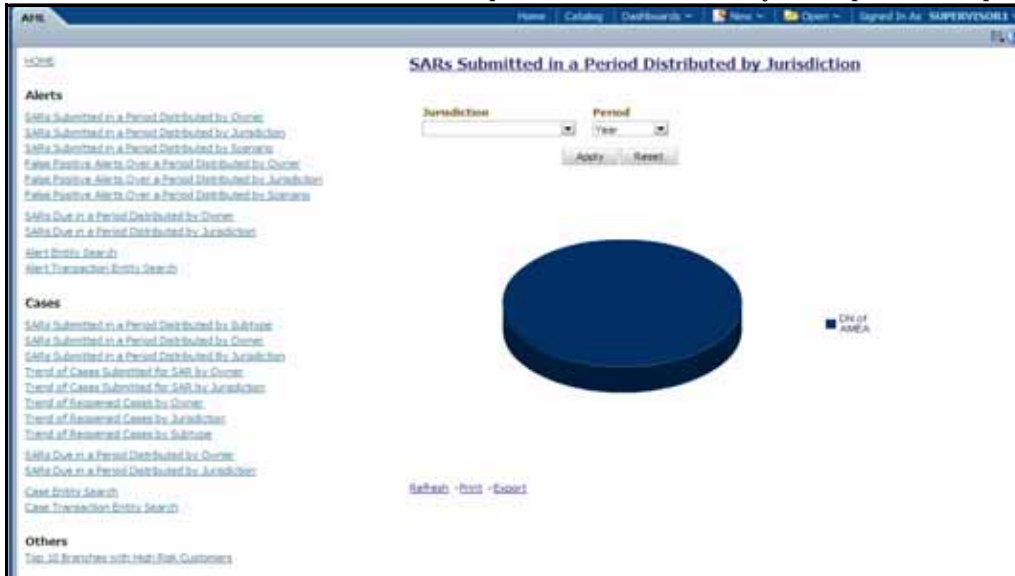 AML
Home Catalog Dashboards New Open Signed In As SUPERVISOR1
HOME
SARs Submitted in a Period Distributed by Jurisdiction
Alerts
Jurisdiction Period
SARs Submitted in a Period Distributed by Owner
SARs Submitted in a Period Distributed by Jurisdiction
Year
SARs Submitted in a Period Distributed by Scenario
Apply Reset
False Positive Alerts Over a Period Distributed by Owner
False Positive Alerts Over a Period Distributed by Jurisdiction
False Positive Alerts Over a Period Distributed by Scenario
SARs Due in a Period Distributed by Owner
SARs Due in a Period Distributed by Jurisdiction
Alert Entity Search
Alert Transaction Entity Search
Cases
SARs Submitted in a Period Distributed by Subtype
DN of
AMEA
SARs Submitted in a Period Distributed by Owner
SARs Submitted in a Period Distributed By Jurisdiction
Trend of Cases Submitted for SAR by Owner
Trend of Cases Submitted for SAR by Jurisdiction
Trend of Reopened Cases by Owner
Trend of Reopened Cases by Jurisdiction
Trend of Reopened Cases by Subtype
SARs Due in a Period Distributed by Owner
SARs Due in a Period Distributed by Jurisdiction
Case Entity Search
Refresh - Print - Export
Case Transaction Entity Search
Others
Top 10 Branches with High Risk Customers